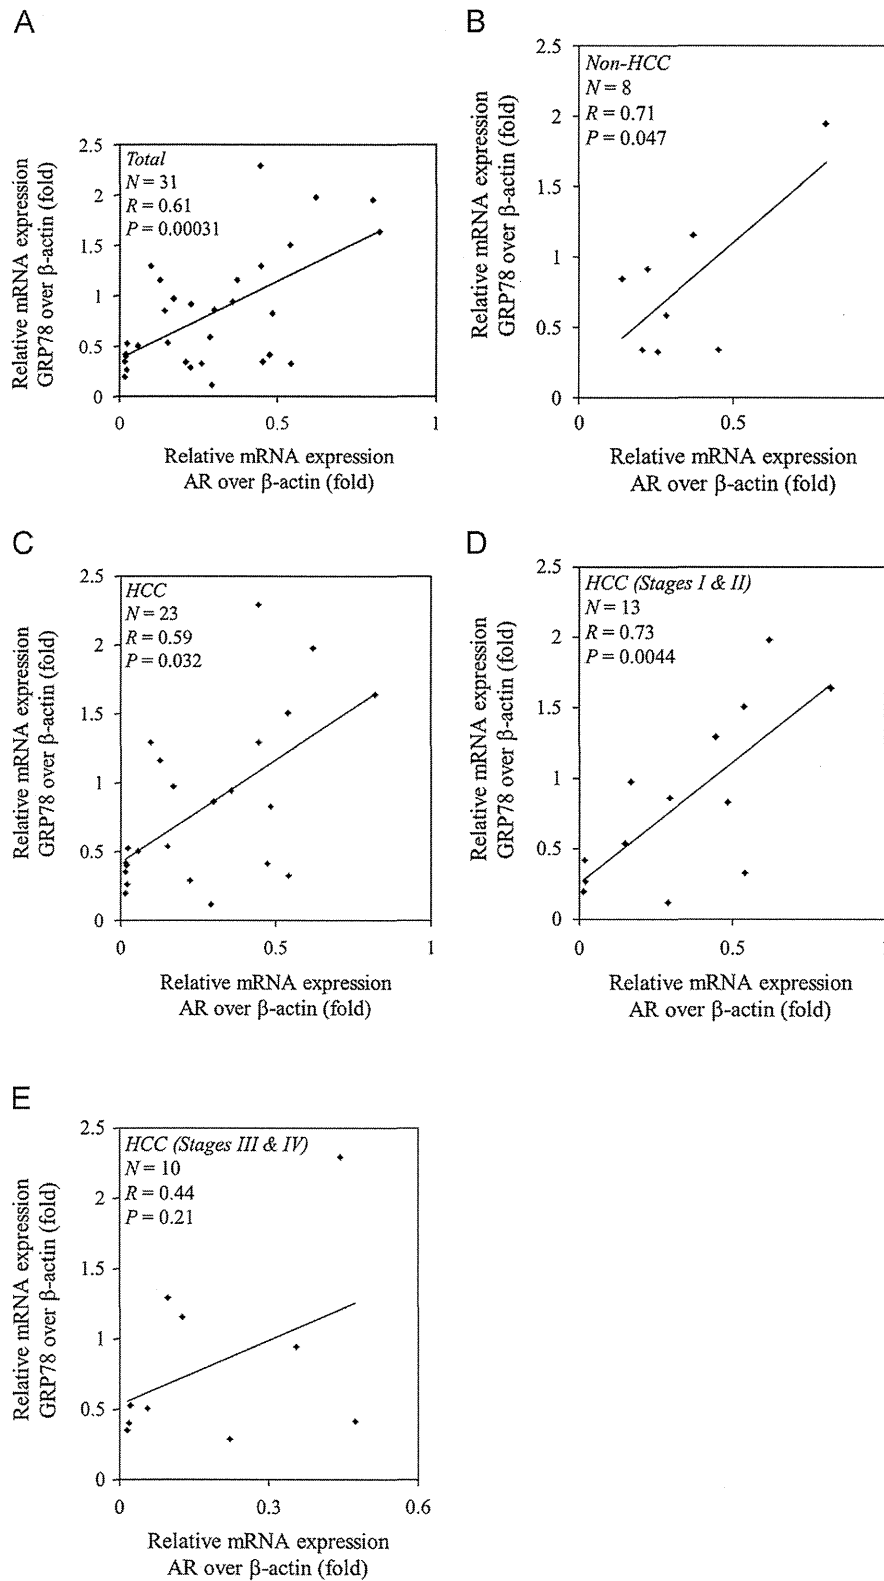 A
Total
N = 31
R = 0.61
P = 0.00031
2.5
2
1.5
1
0.5
0
0
0.5
1
Relative mRNA expression
GRP78 over β-actin (fold)
Relative mRNA expression
AR over β-actin (fold)
B
Non-HCC
N = 8
R = 0.71
P = 0.047
2.5
2
1.5
1
0.5
0
0
0.5
Relative mRNA expression
GRP78 over β-actin (fold)
Relative mRNA expression
AR over β-actin (fold)
C
HCC
N = 23
R = 0.59
P = 0.032
2.5
2
1.5
1
0.5
0
0
0.5
1
Relative mRNA expression
GRP78 over β-actin (fold)
Relative mRNA expression
AR over β-actin (fold)
D
HCC (Stages I & II)
N = 13
R = 0.73
P = 0.0044
2.5
2
1.5
1
0.5
0
0
0.5
Relative mRNA expression
GRP78 over β-actin (fold)
Relative mRNA expression
AR over β-actin (fold)
E
HCC (Stages III & IV)
N = 10
R = 0.44
P = 0.21
2.5
2
1.5
1
0.5
0
0
0.3
0.6
Relative mRNA expression
GRP78 over β-actin (fold)
Relative mRNA expression
AR over β-actin (fold)